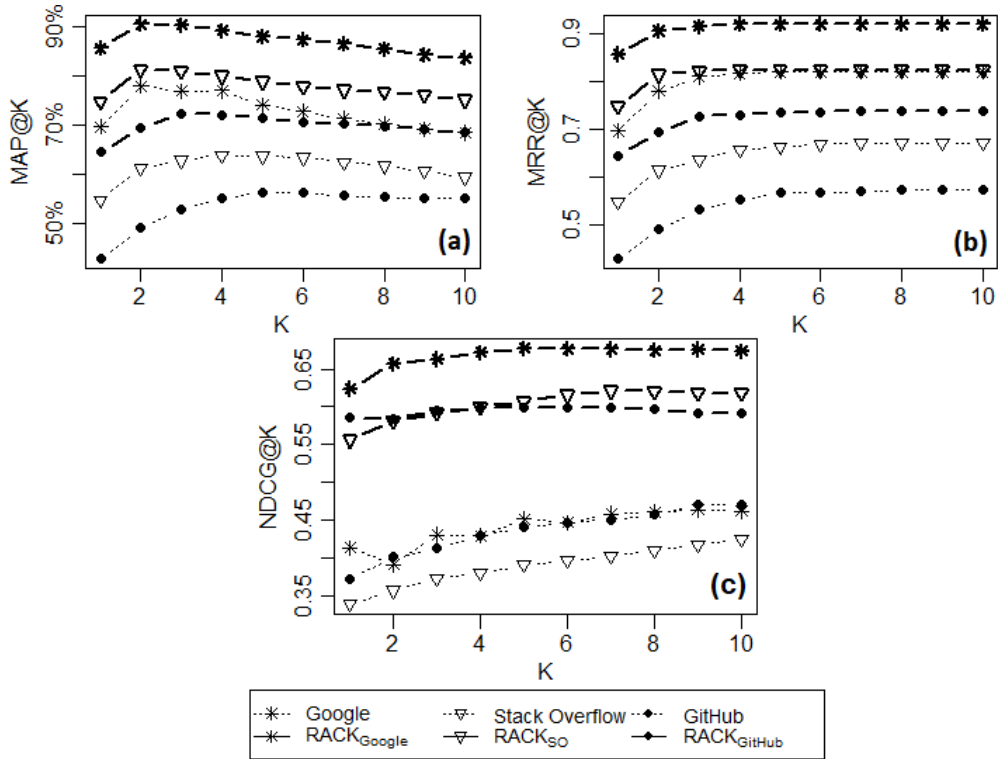 90%
70%
50%
MAP@K
(a)
2 4 6 8 10
K
0.9
0.7
0.5
MRR@K
(b)
2 4 6 8 10
K
0.65
0.55
0.45
0.35
NDCG@K
(c)
2 4 6 8 10
K
Google Stack Overflow GitHub
RACKGoogle RACKSO RACKGitHub